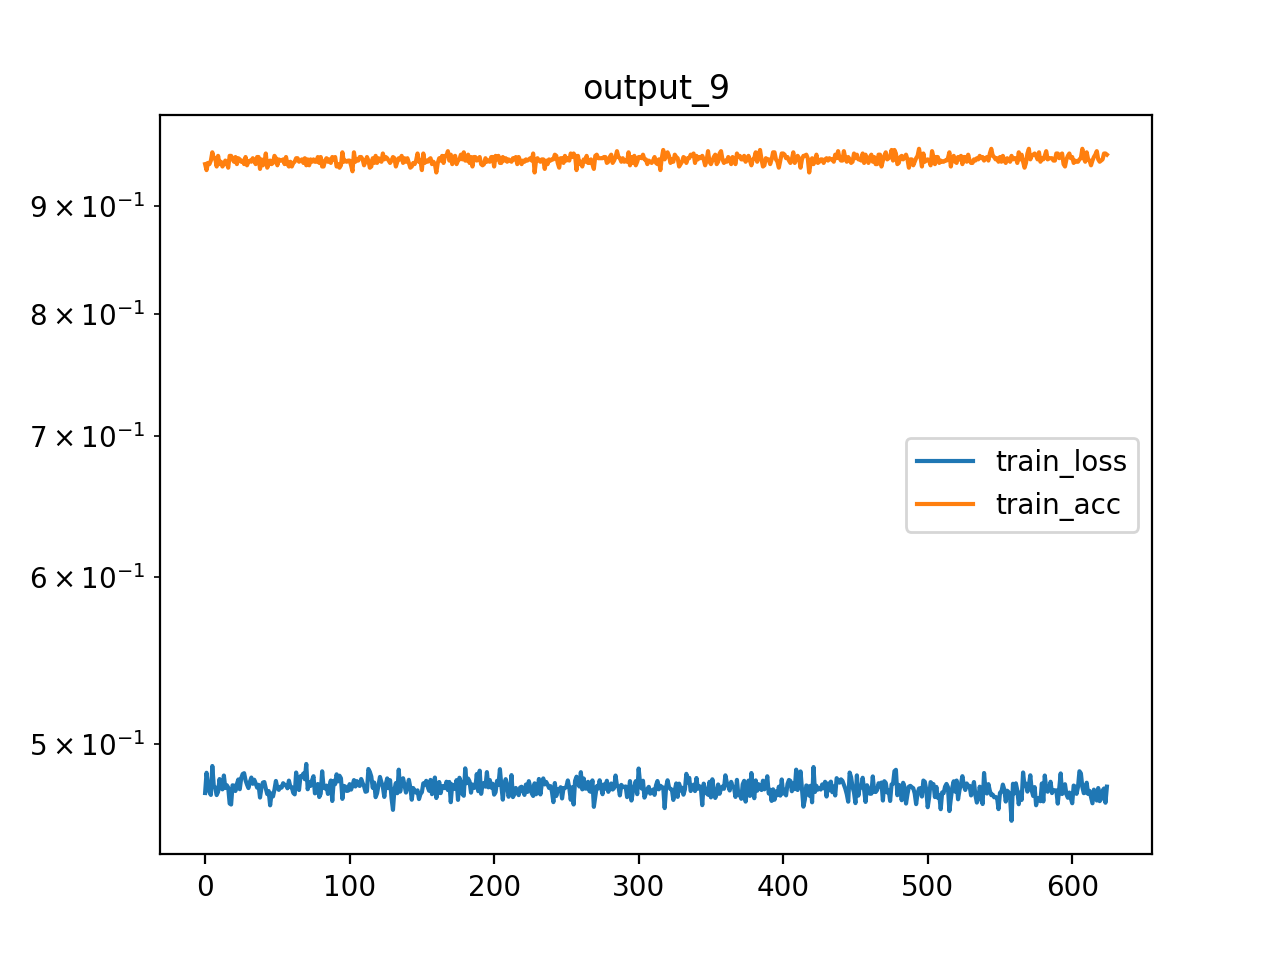 output_9
9 × 10⁻¹
8 × 10⁻¹
7 × 10⁻¹
6 × 10⁻¹
5 × 10⁻¹
train_loss
train_acc
0 100 200 300 400 500 600